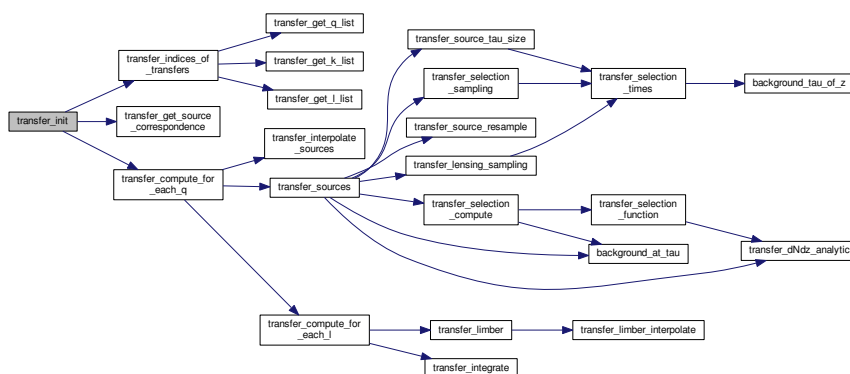 transfer_init
transfer_indices_of
_transfers
transfer_get_source
_correspondence
transfer_compute_for
_each_q
transfer_get_q_list
transfer_get_k_list
transfer_get_l_list
transfer_interpolate
_sources
transfer_sources
transfer_compute_for
_each_l
transfer_source_tau_size
transfer_selection
_sampling
transfer_source_resample
transfer_lensing_sampling
transfer_selection
_compute
transfer_limber
transfer_integrate
transfer_selection
_times
transfer_selection
_function
background_at_tau
transfer_limber_interpolate
background_tau_of_z
transfer_dNdz_analytic